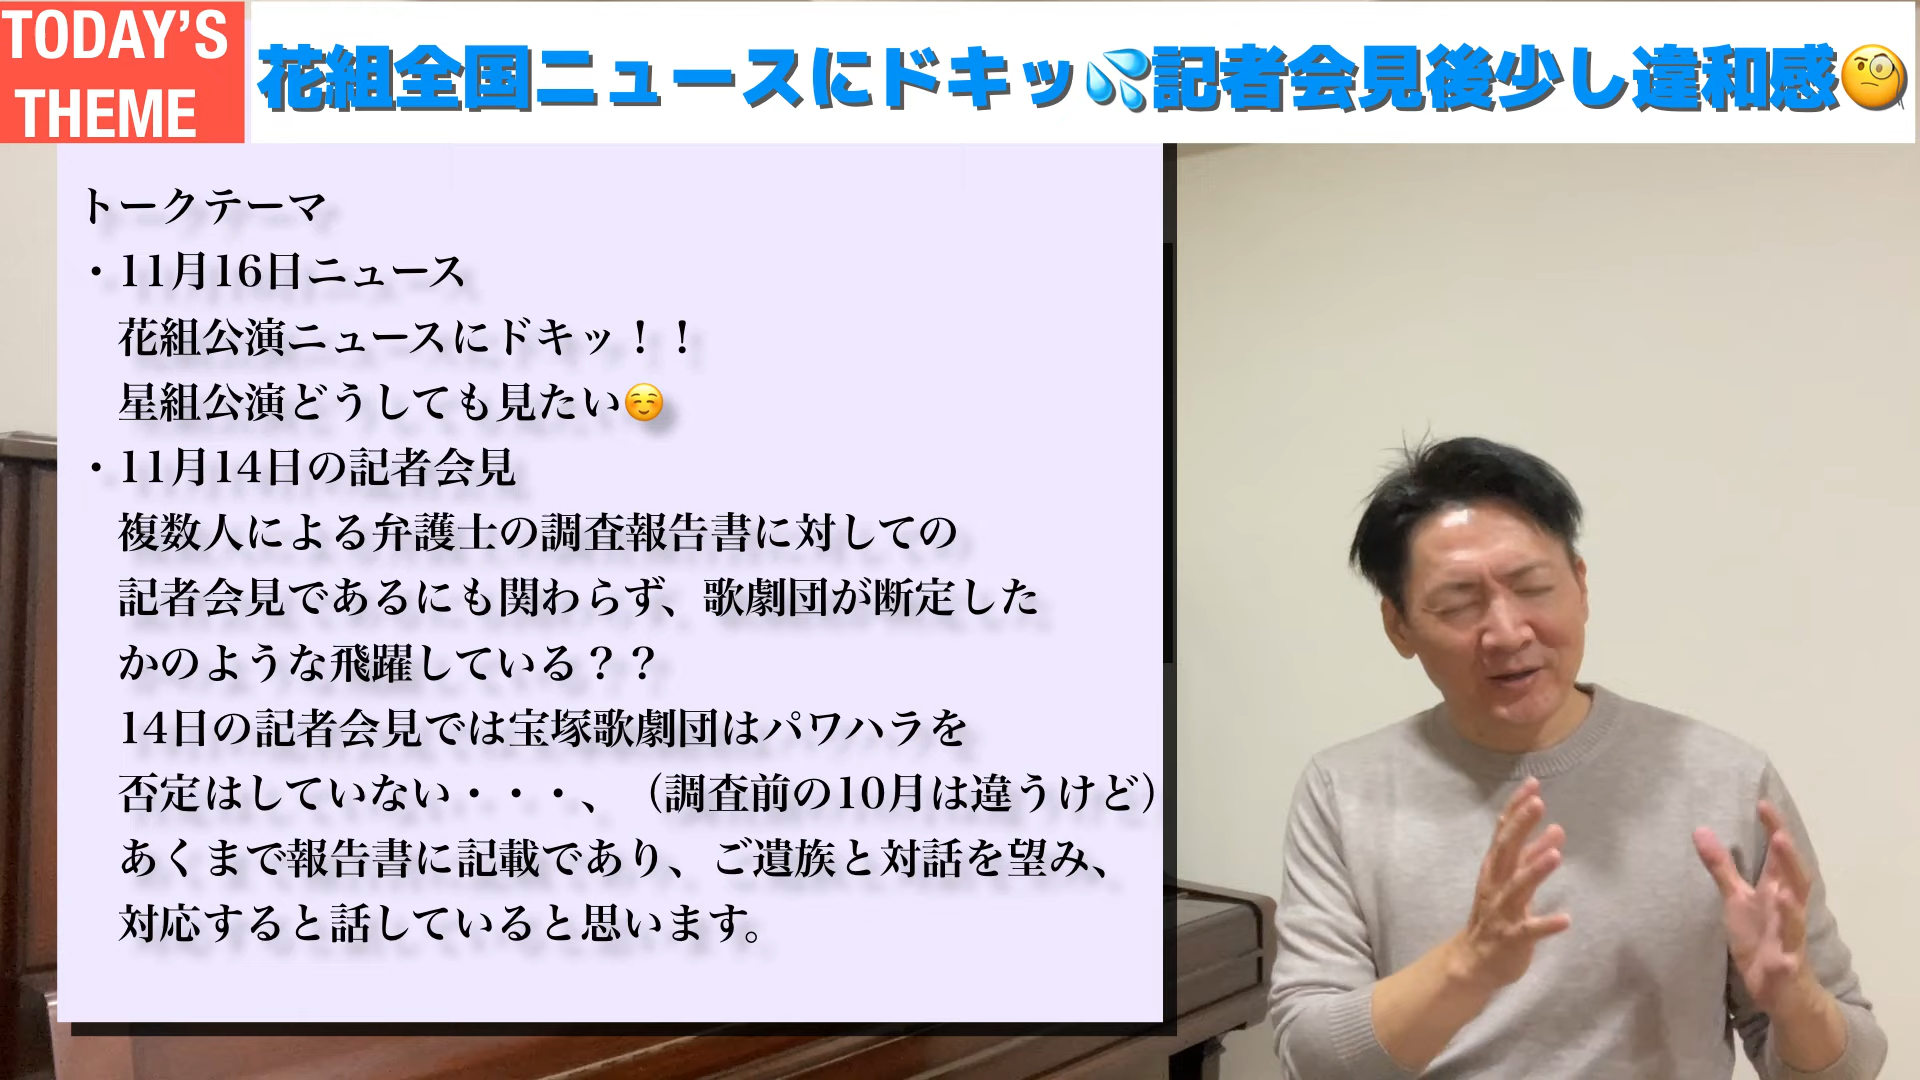 TODAY'S
THEME
花組全国ニュースにドキッ💦記者会見後少し違和感🧐
トークテーマ
・11月16日ニュース
花組公演ニュースにドキッ！！
星組公演どうしても見たい☺️
・11月14日の記者会見
複数人による弁護士の調査報告書に対しての
記者会見であるにも関わらず、歌劇団が断定した
かのような飛躍している？？
14日の記者会見では宝塚歌劇団はパワハラを
否定はしていない・・・、（調査前の10月は違うけど）
あくまで報告書に記載であり、ご遺族と対話を望み、
対応すると話していると思います。